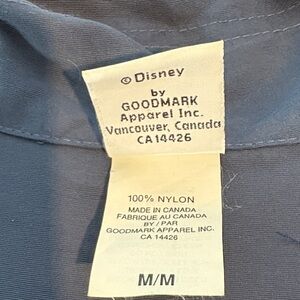 © Disney
by
GOODMARK
Apparel Inc.
Vancouver, Canada
CA 14426
100% NYLON
MADE IN CANADA
FABRIQUE AU CANADA
BY / PAR
GOODMARK APPAREL INC.
CA 14426
M/M